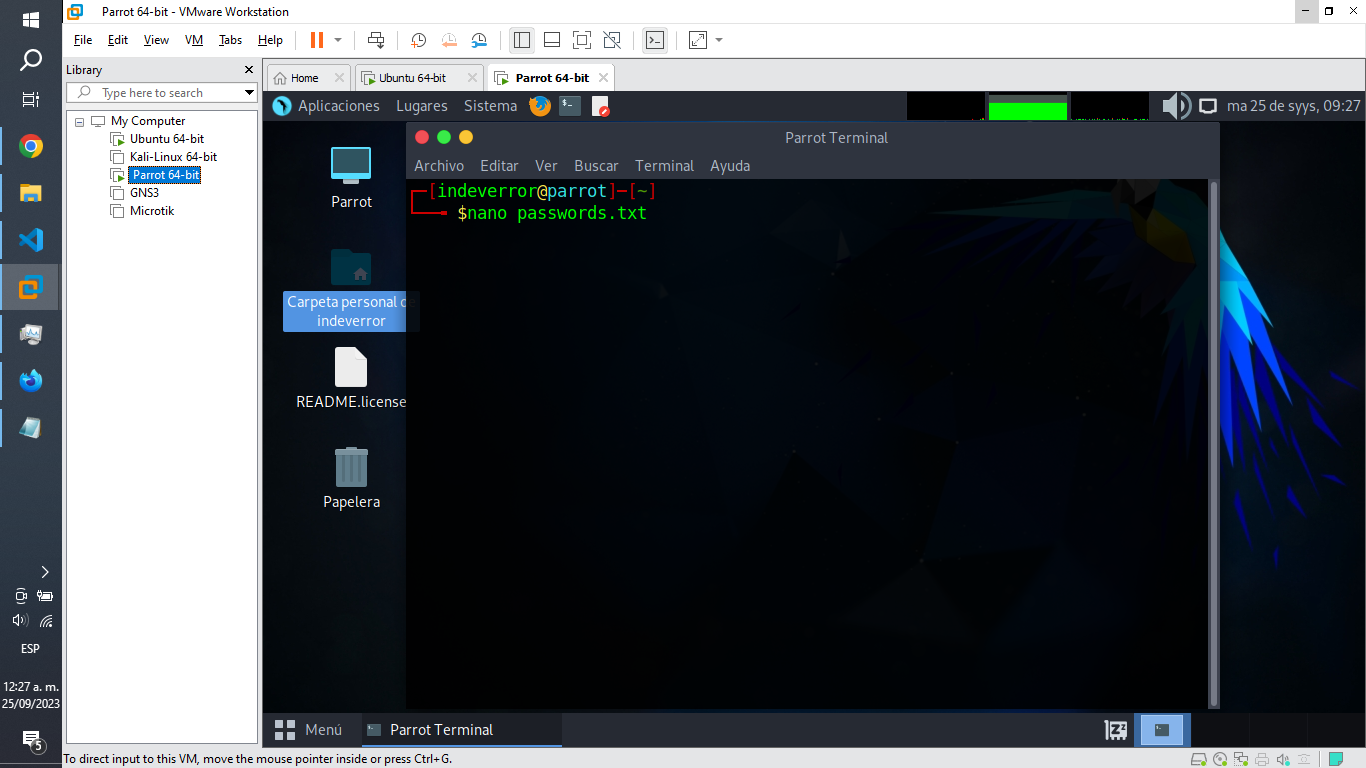 Parrot 64-bit - VMware Workstation
File Edit View VM Tabs Help
Library
Type here to search
My Computer
Ubuntu 64-bit
Kali-Linux 64-bit
Parrot 64-bit
GNS3
Microtik
Home
Ubuntu 64-bit
Parrot 64-bit
Aplicaciones Lugares Sistema
ma 25 de syys, 09:27
Parrot
Carpeta personal de
indeverror
README.license
Papelera
Parrot Terminal
Archivo Editar Ver Buscar Terminal Ayuda
[indeverror@parrot]-[~]
$nano passwords.txt
Menú
Parrot Terminal
To direct input to this VM, move the mouse pointer inside or press Ctrl+G.
ESP
12:27 a. m.
25/09/2023
5